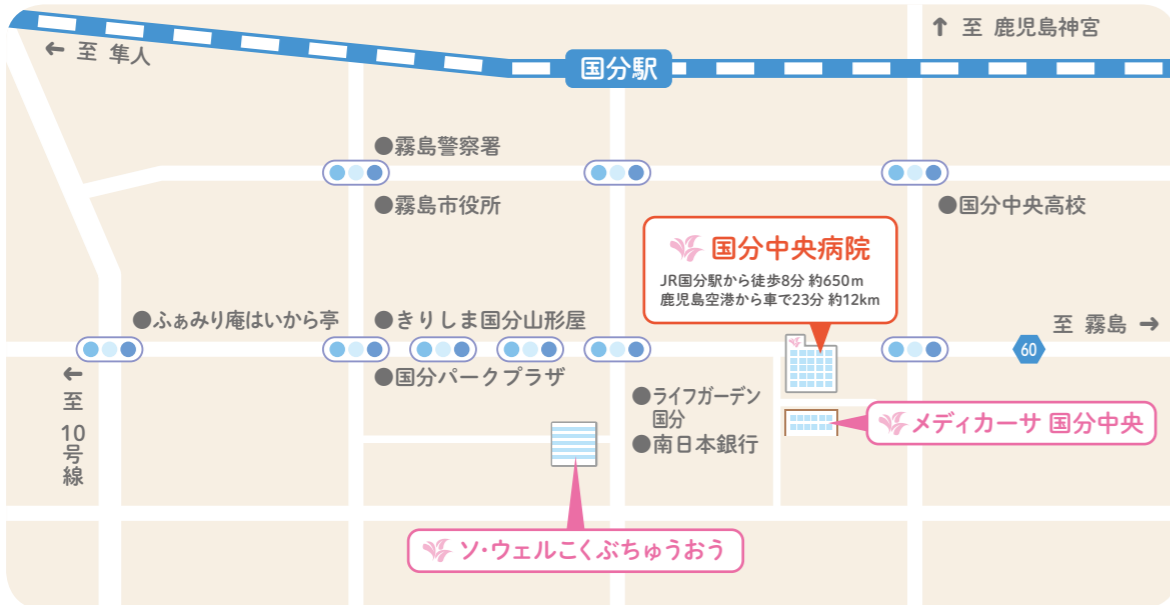 ↑ 至 鹿児島神宮
← 至 隼人
国分駅
●霧島警察署
●霧島市役所
●国分中央高校
国分中央病院
JR国分駅から徒歩8分 約650m
鹿児島空港から車で23分 約12km
●ふぁみり庵はいから亭
●きりしま国分山形屋
至 霧島 →
60
←
至
10
号
線
●国分パークプラザ
●ライフガーデン
国分
●南日本銀行
メディカーサ 国分中央
ソ・ウェルこくぶちゅうおう